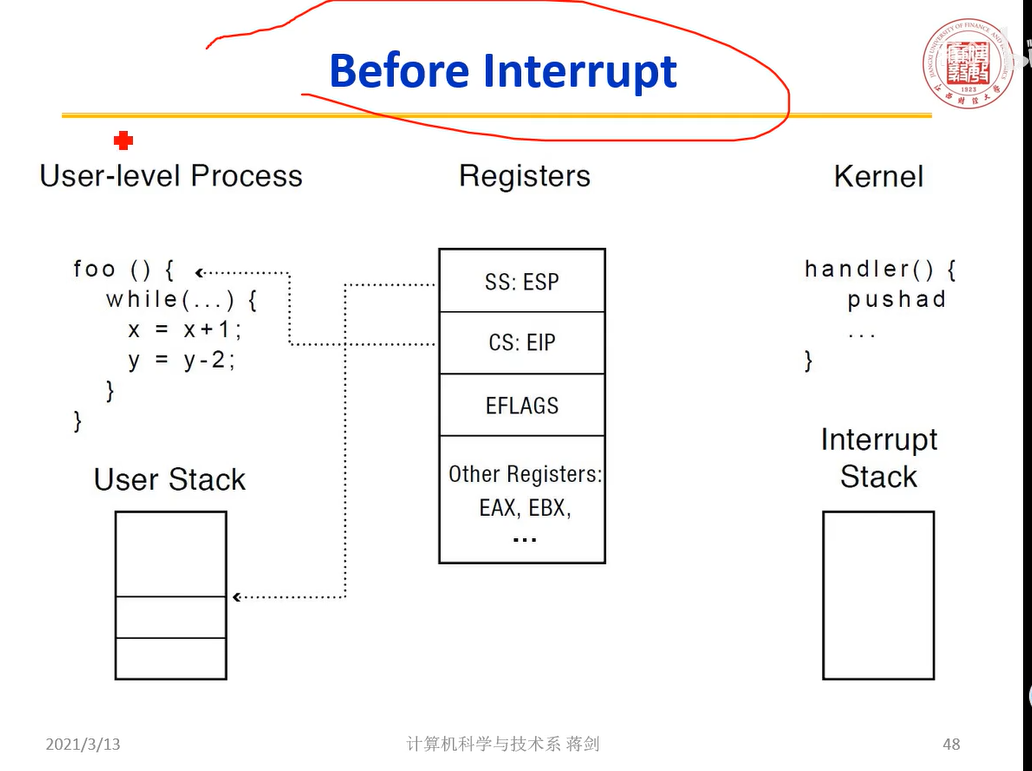 Before Interrupt
User-level Process
Registers
Kernel
foo () {
while(...) {
x = x+1;
y = y-2;
}
}
SS: ESP
CS: EIP
EFLAGS
Other Registers:
EAX, EBX,
...
handler() {
pushad
...
}
User Stack
Interrupt
Stack
2021/3/13
计算机科学与技术系 蒋剑
48